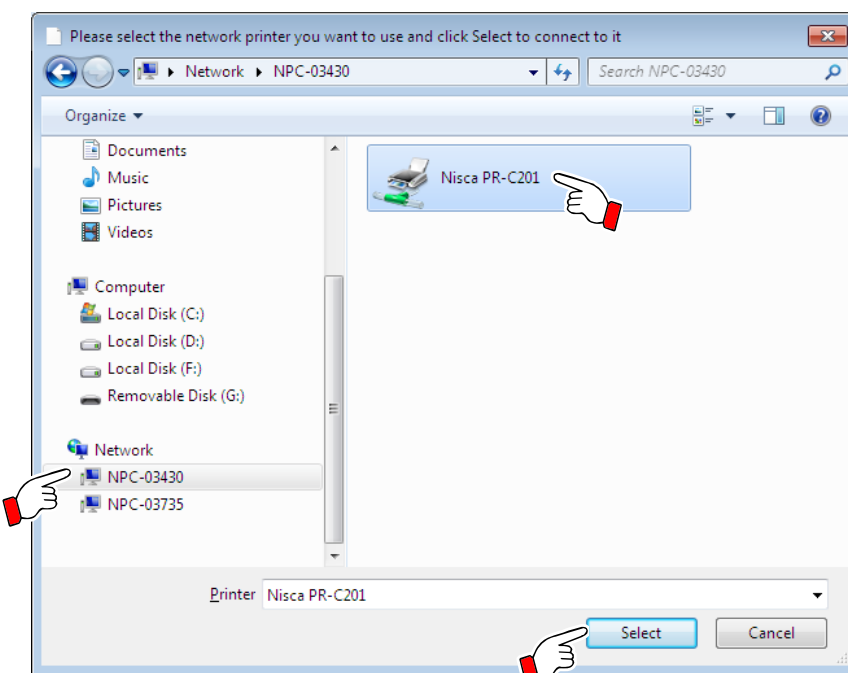 Please select the network printer you want to use and click Select to connect to it
Network NPC-03430
Search NPC-03430
Organize
Documents
Music
Pictures
Videos
Computer
Local Disk (C:)
Local Disk (D:)
Local Disk (F:)
Removable Disk (G:)
Network
NPC-03430
NPC-03735
Nisca PR-C201
Printer Nisca PR-C201
Select Cancel